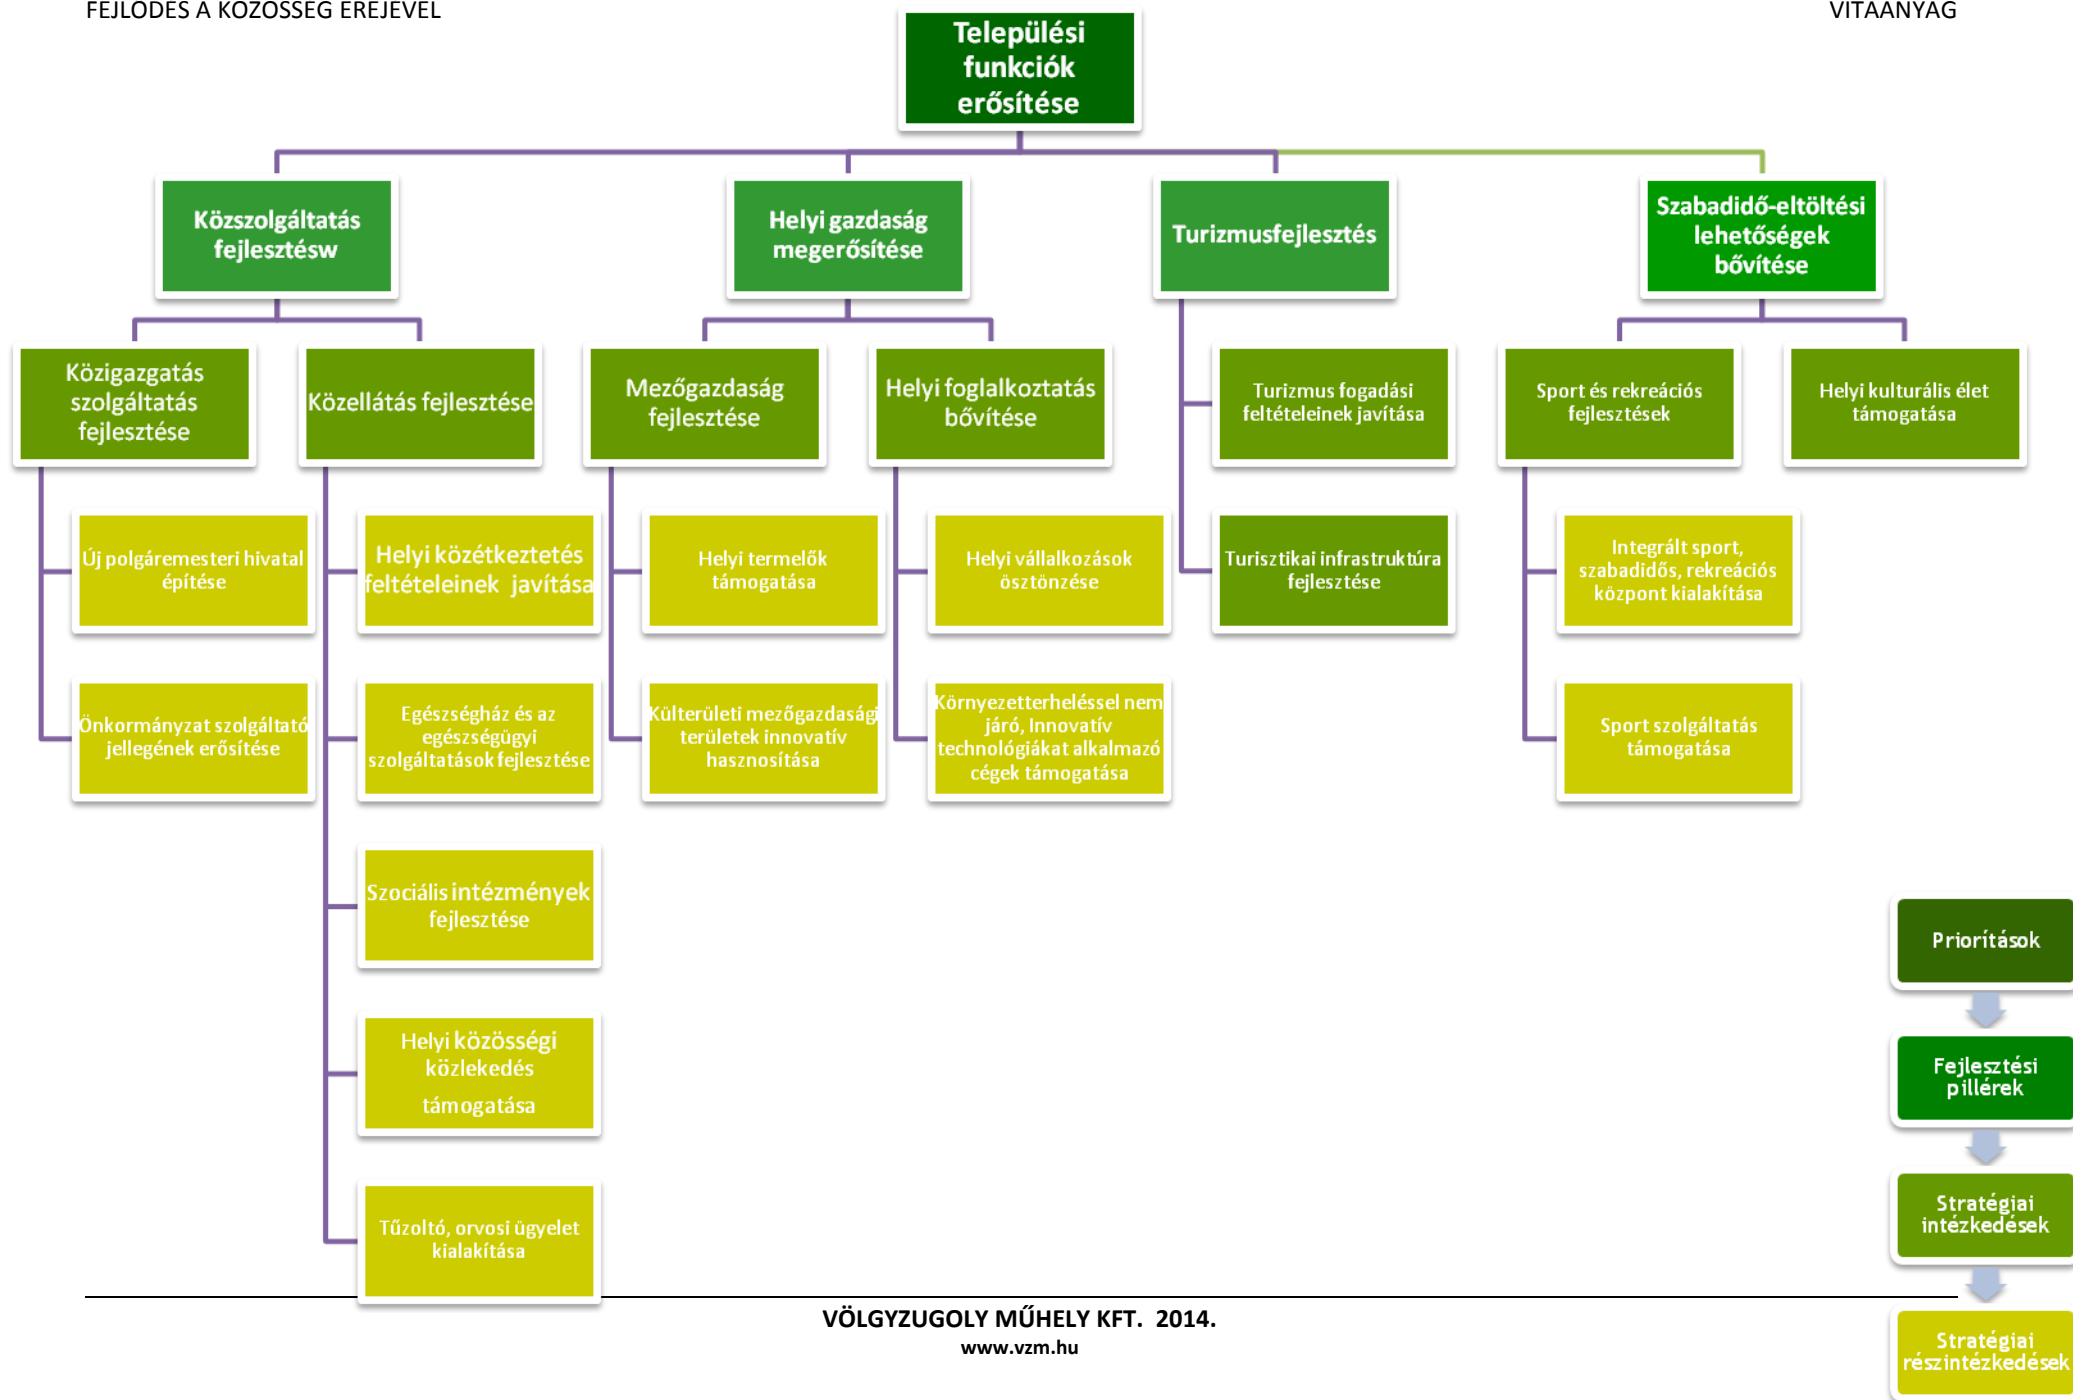 FEJLŐDÉS A KÖZÖSSÉG EREJÉVEL
VITAANYAG
Települési
funkciók
erősítése
Közszolgáltatás
fejlesztésw
Helyi gazdaság
megerősítése
Turizmusfejlesztés
Szabadidő-eltöltési
lehetőségek
bővítése
Közigazgatás
szolgáltatás
fejlesztése
Közellátás fejlesztése
Mezőgazdaság
fejlesztése
Helyi foglalkoztatás
bővítése
Turizmus fogadási
feltételeinek javítása
Sport és rekreációs
fejlesztések
Helyi kulturális élet
támogatása
Új polgáremesteri hivatal
építése
Helyi közétkeztetés
feltételeinek javítása
Helyi termelők
támogatása
Helyi vállalkozások
ösztönzése
Turisztikai infrastruktúra
fejlesztése
Integrált sport,
szabadidős, rekreációs
központ kialakítása
Önkormányzat szolgáltató
jellegének erősítése
Egészségház és az
egészségügyi
szolgáltatások fejlesztése
Külterületi mezőgazdasági
területek innovatív
hasznosítása
Környezetterheléssel nem
járó, Innovatív
technológiákat alkalmazó
cégek támogatása
Sport szolgáltatás
támogatása
Szociális intézmények
fejlesztése
Helyi közösségi
közlekedés
támogatása
Tűzoltó, orvosi ügyelet
kialakítása
Priorítások
Fejlesztési
pillérek
Stratégiai
intézkedések
Stratégiai
részintézkedések
VÖLGYZUGOLY MŰHELY KFT. 2014.
www.vzm.hu